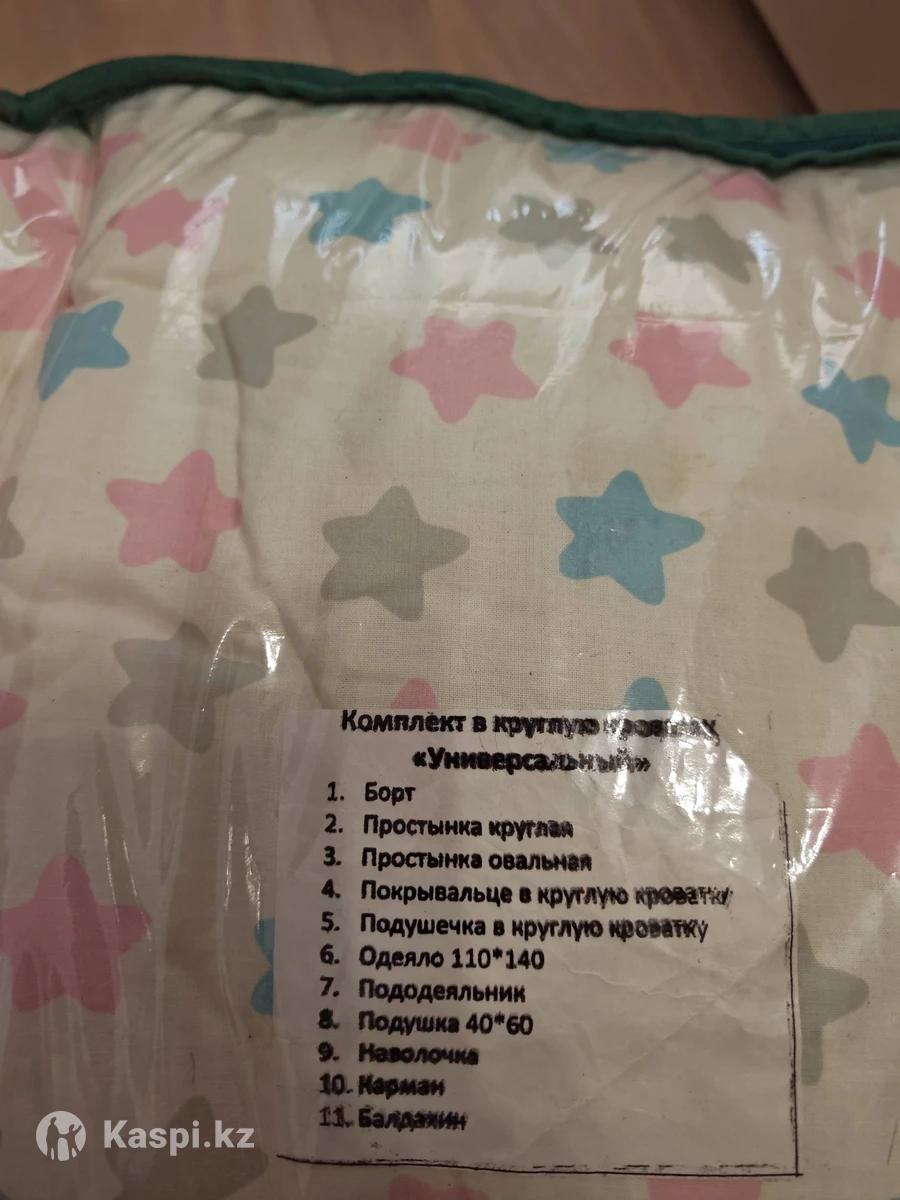 Комплект в круглую кроватку
«Универсальный»
1. Борт
2. Простынка круглая
3. Простынка овальная
4. Покрывальце в круглую кроватку
5. Подушечка в круглую кроватку
6. Одеяло 110*140
7. Пододеяльник
8. Подушка 40*60
9. Наволочка
10. Карман
11. Балдахин
Kaspi.kz